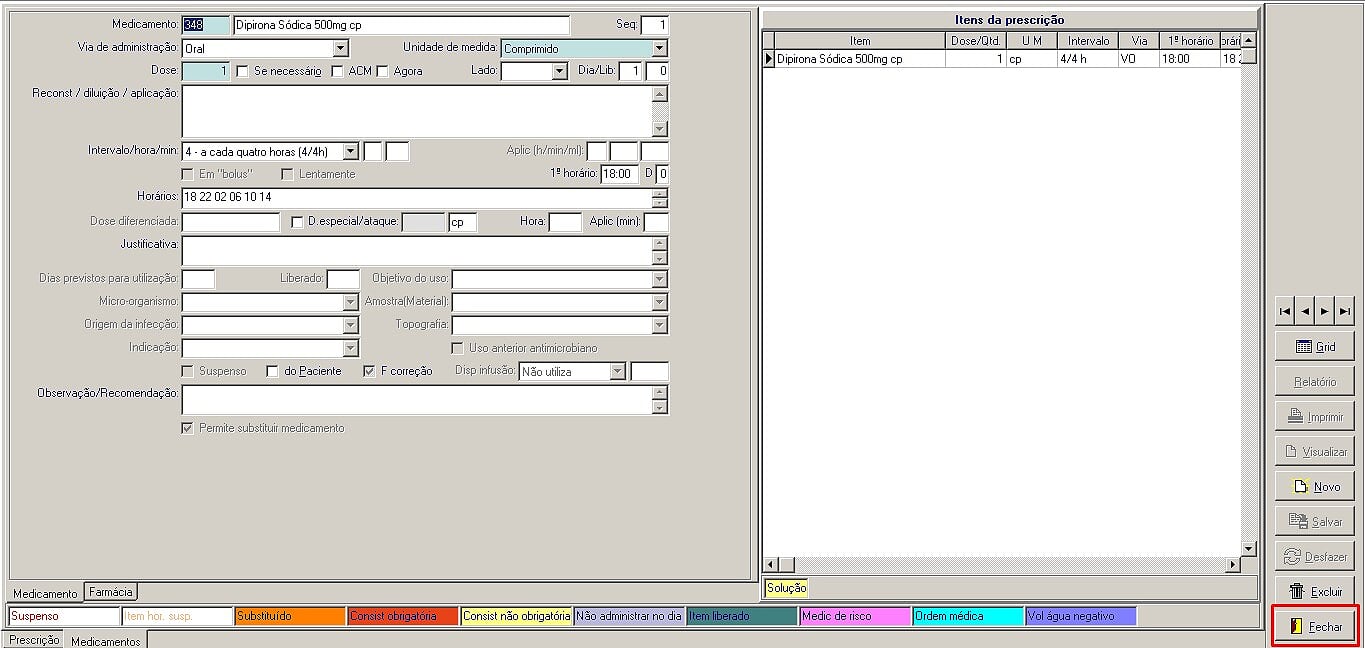 Medicamento: 348 Dipirona Sódica 500mg cp Seq: 1
Via de administração: Oral Unidade de medida: Comprimido
Dose: 1 Se necessário ACM Agora Lado: Dia/Lib: 1 0
Reconst / diluição / aplicação:
Intervalo/hora/min: 4 - a cada quatro horas (4/4h) Aplic (h/min/ml):
Em "bolus" Lentamente 1º horário: 18:00 D 0
Horários: 18 22 02 06 10 14
Dose diferenciada: D.especial/ataque: cp Hora: Aplic (min):
Justificativa:
Dias previstos para utilização: Liberado: Objetivo do uso:
Micro-organismo: Amostra(Material):
Origem da infecção: Topografia:
Indicação: Uso anterior antimicrobiano
Suspenso do Paciente F correção Disp infusão: Não utiliza
Observação/Recomendação:
Permite substituir medicamento
Medicamento Farmácia
Itens da prescrição
Item Dose/Qtd. U M Intervalo Via 1º horário
Dipirona Sódica 500mg cp 1 cp 4/4 h VO 18:00 18
Solução
Suspenso Item hor. susp. Substituído Consist obrigatória Consist não obrigatória Não administrar no dia Item liberado Medic de risco Ordem médica Vol água negativo
Prescrição Medicamentos
Grid
Relatório
Imprimir
Visualizar
Novo
Salvar
Desfazer
Excluir
Fechar